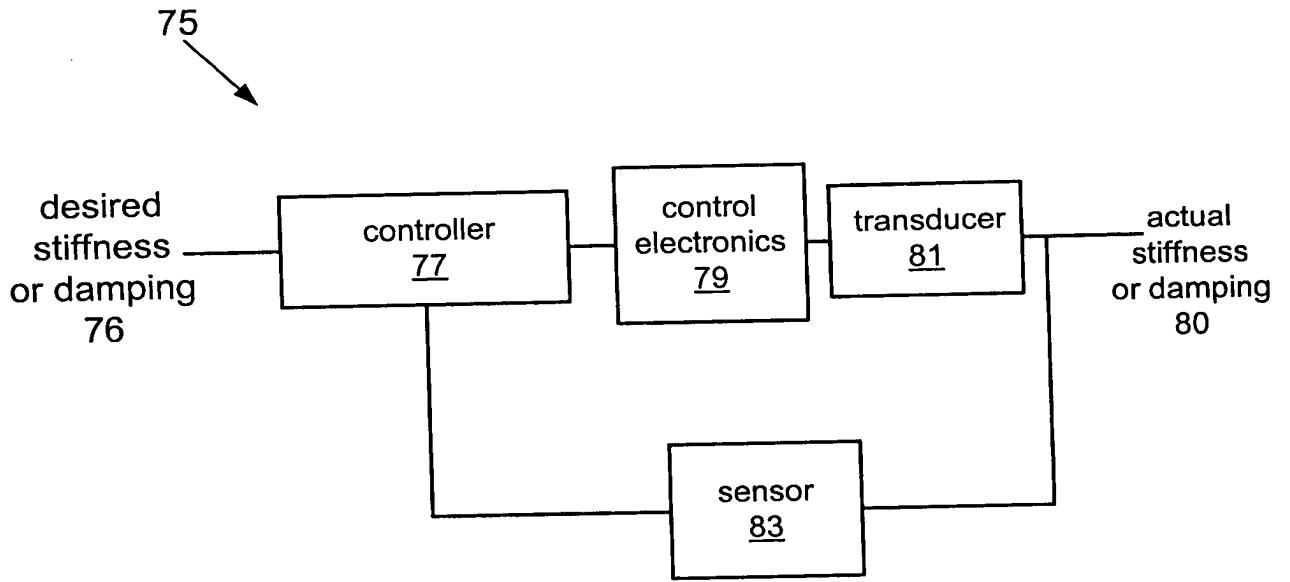 75
desired
stiffness
or damping
76
controller
77
control
electronics
79
transducer
81
actual
stiffness
or damping
80
sensor
83